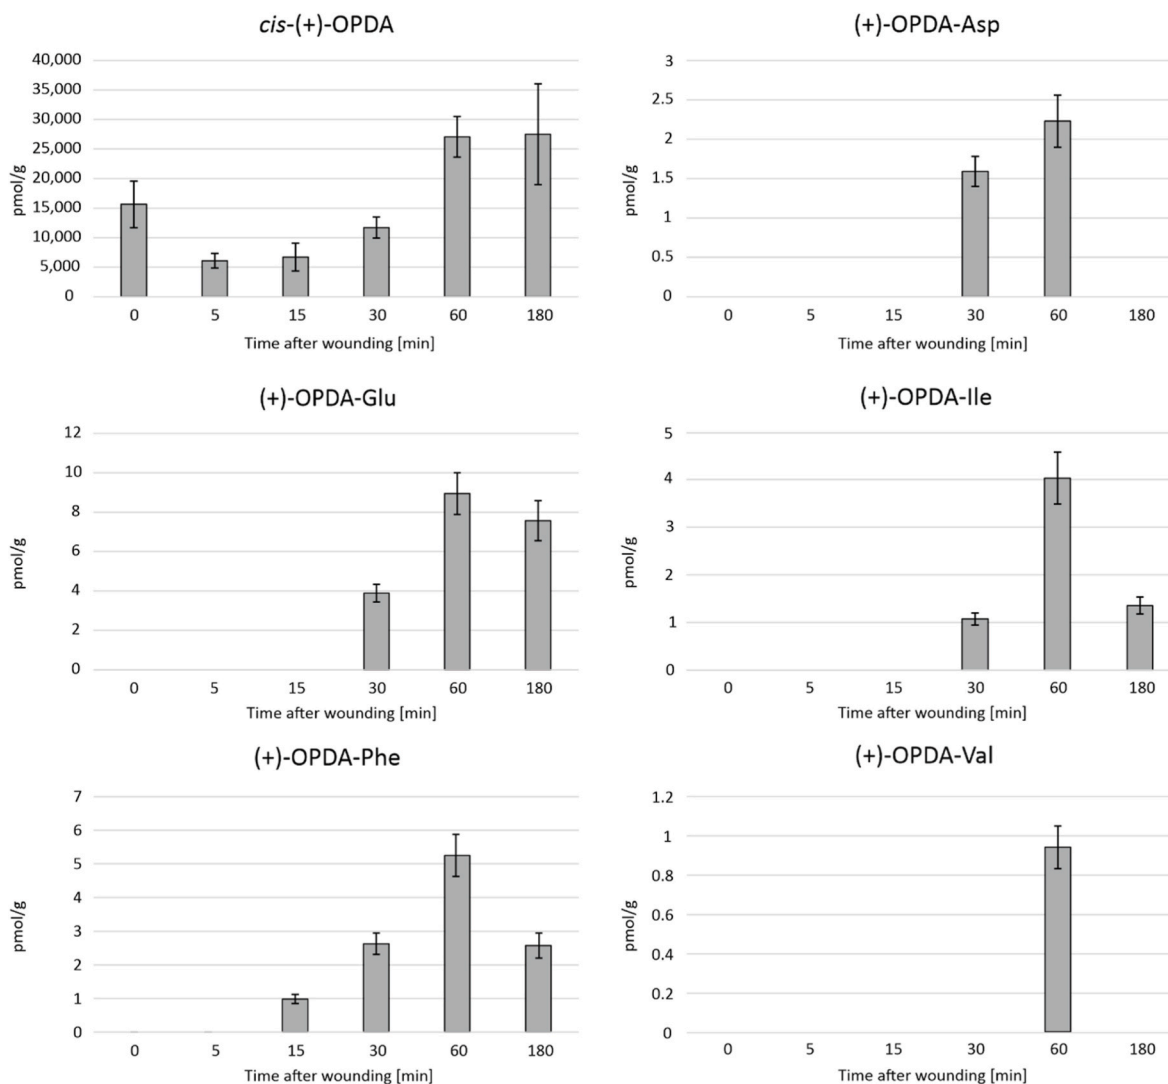 cis-(+)-OPDA
40,000
35,000
30,000
25,000
20,000
15,000
10,000
5,000
0
pmol/g
0 5 15 30 60 180
Time after wounding [min]
(+)-OPDA-Asp
3
2.5
2
1.5
1
0.5
0
pmol/g
0 5 15 30 60 180
Time after wounding [min]
(+)-OPDA-Glu
12
10
8
6
4
2
0
pmol/g
0 5 15 30 60 180
Time after wounding [min]
(+)-OPDA-Ile
5
4
3
2
1
0
pmol/g
0 5 15 30 60 180
Time after wounding [min]
(+)-OPDA-Phe
7
6
5
4
3
2
1
0
pmol/g
0 5 15 30 60 180
Time after wounding [min]
(+)-OPDA-Val
1.2
1
0.8
0.6
0.4
0.2
0
pmol/g
0 5 15 30 60 180
Time after wounding [min]